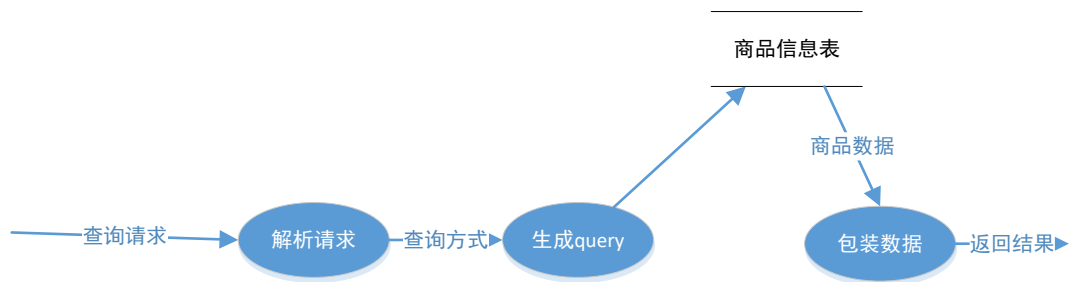 商品信息表
商品数据
查询请求
解析请求
查询方式
生成query
包装数据
返回结果